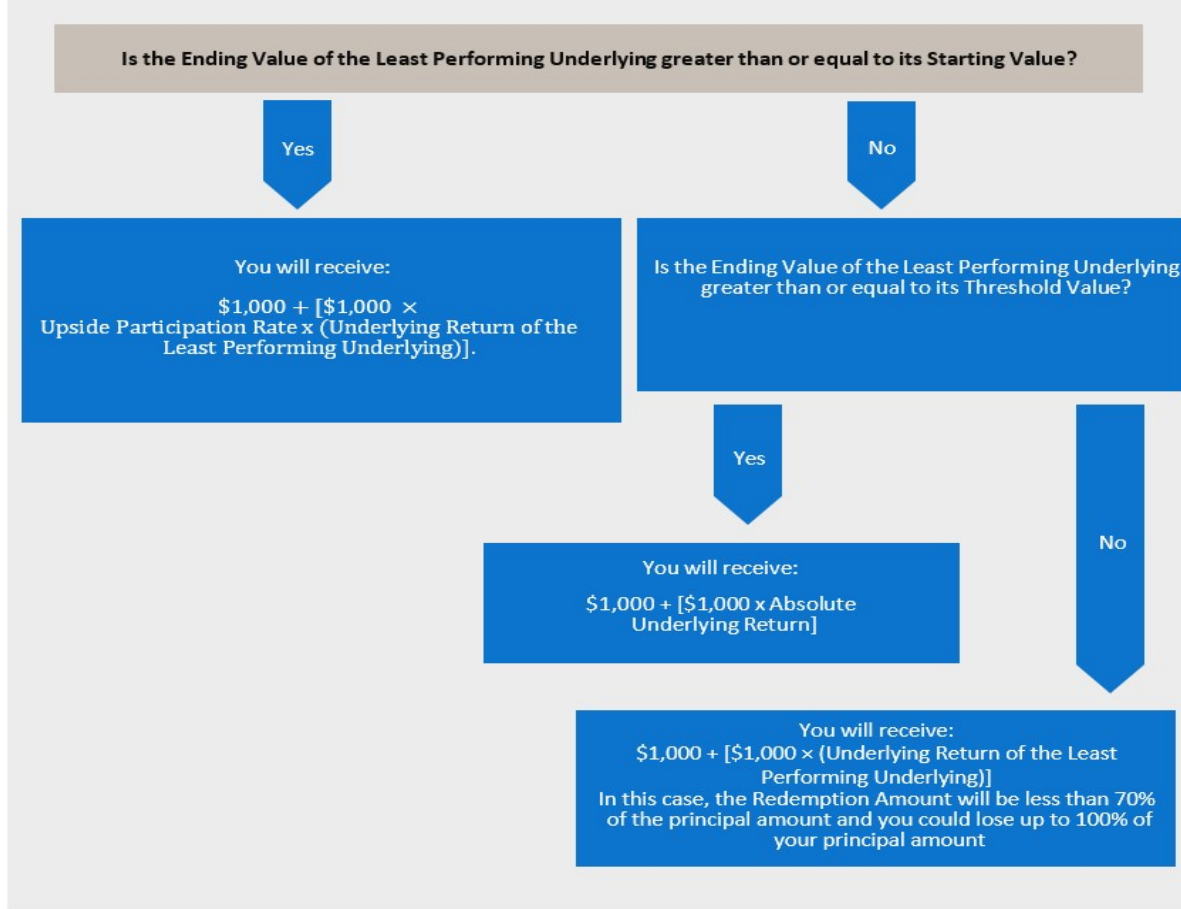 Is the Ending Value of the Least Performing Underlying greater than or equal to its Starting Value?
Yes
No
You will receive:
$1,000 + [$1,000 ×
Upside Participation Rate x (Underlying Return of the
Least Performing Underlying)].
Is the Ending Value of the Least Performing Underlying
greater than or equal to its Threshold Value?
Yes
No
You will receive:
$1,000 + [$1,000 x Absolute
Underlying Return]
You will receive:
$1,000 + [$1,000 × (Underlying Return of the Least
Performing Underlying)]
In this case, the Redemption Amount will be less than 70%
of the principal amount and you could lose up to 100% of
your principal amount